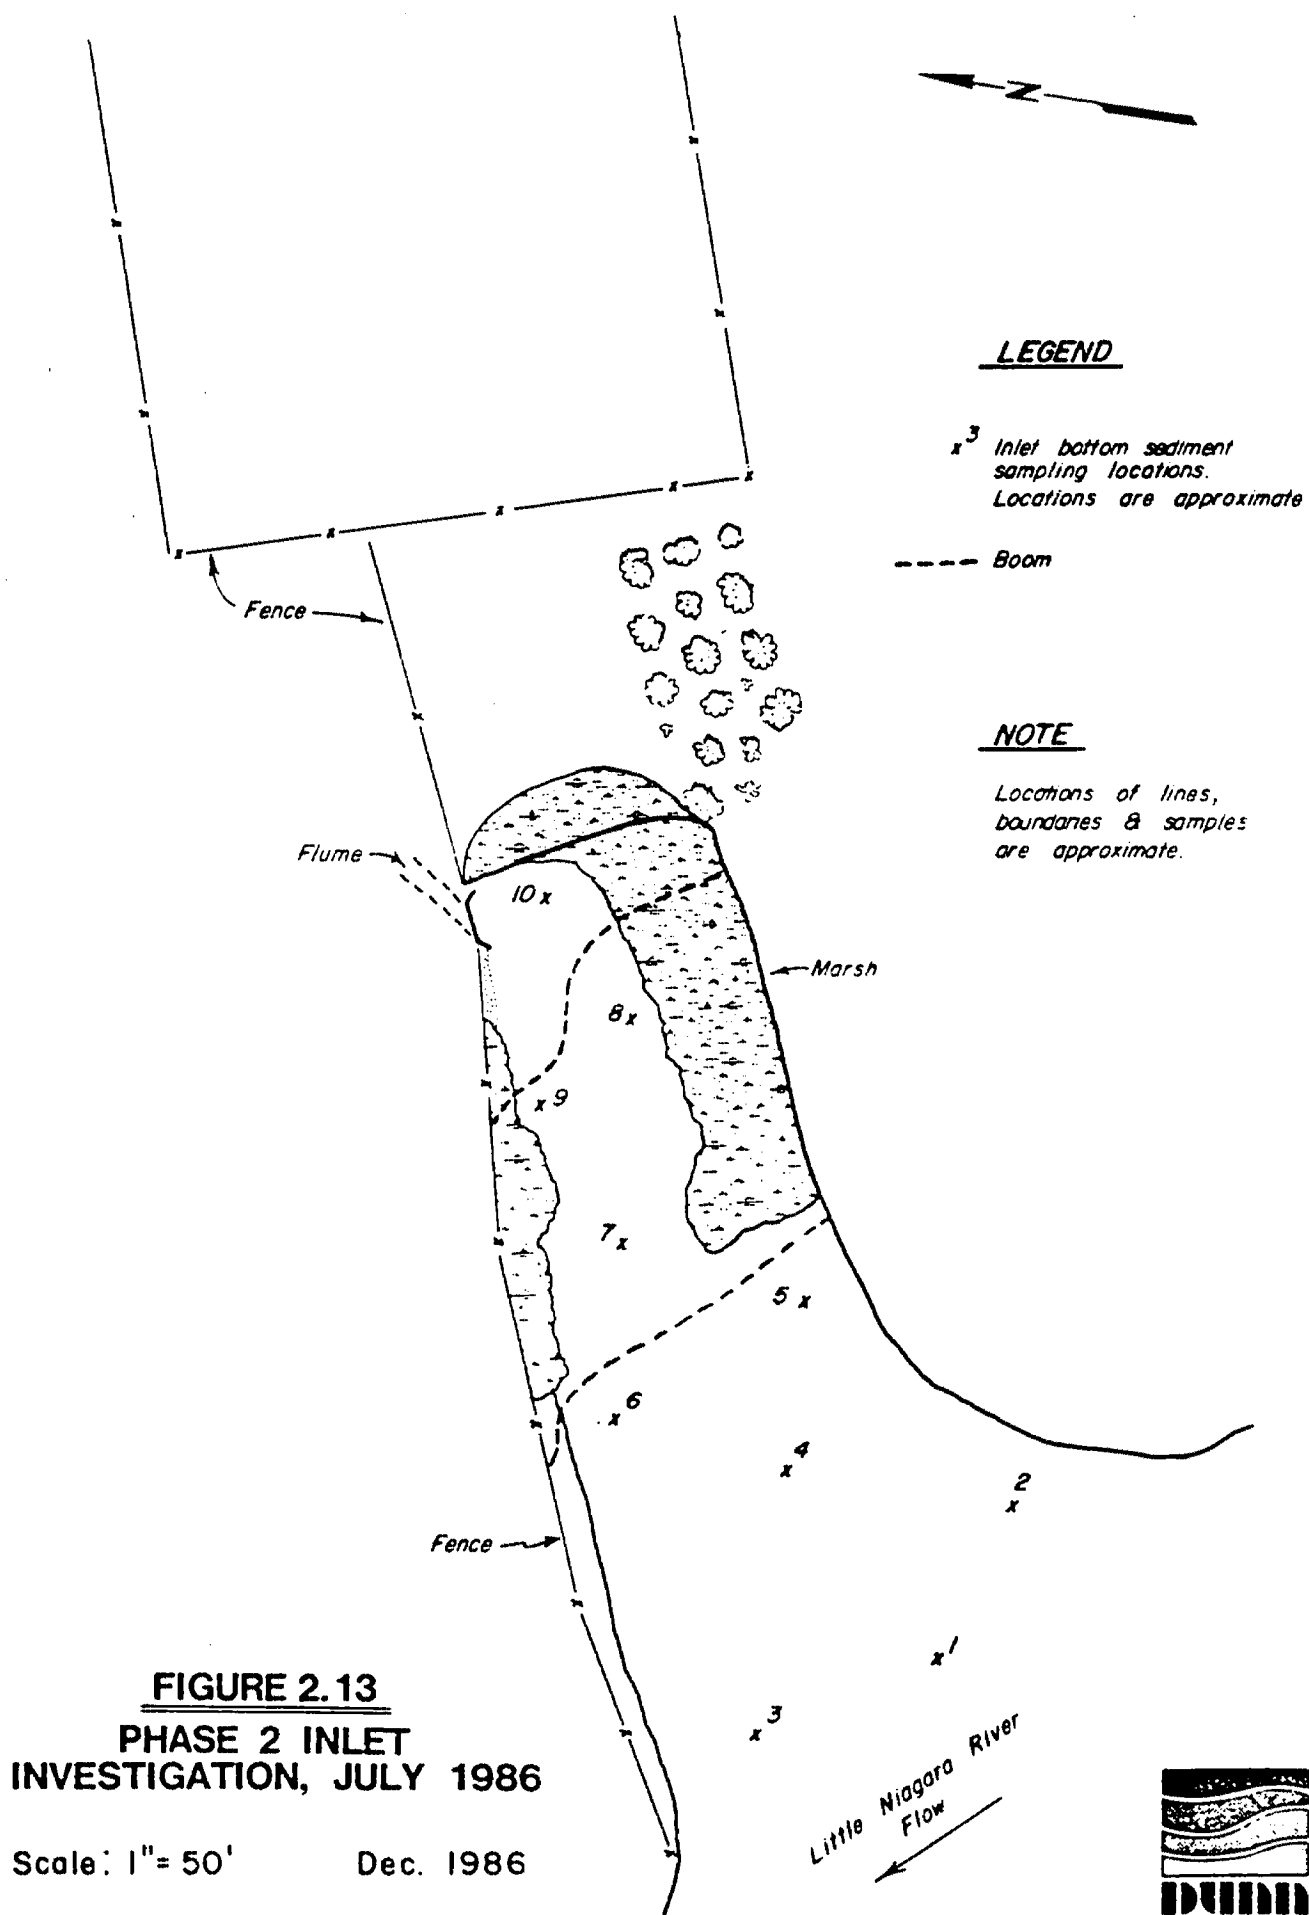 N
LEGEND
x3 Inlet bottom sediment
sampling locations.
Locations are approximate
Boom
Fence
NOTE
Locations of lines,
boundaries & samples
are approximate.
Flume
10 x
Marsh
8 x
x 9
7 x
5 x
x 6
x 4
2
x
Fence
x 1
x 3
Little Niagara River
Flow
FIGURE 2.13
PHASE 2 INLET
INVESTIGATION, JULY 1986
Scale: 1"= 50' Dec. 1986
DUNN